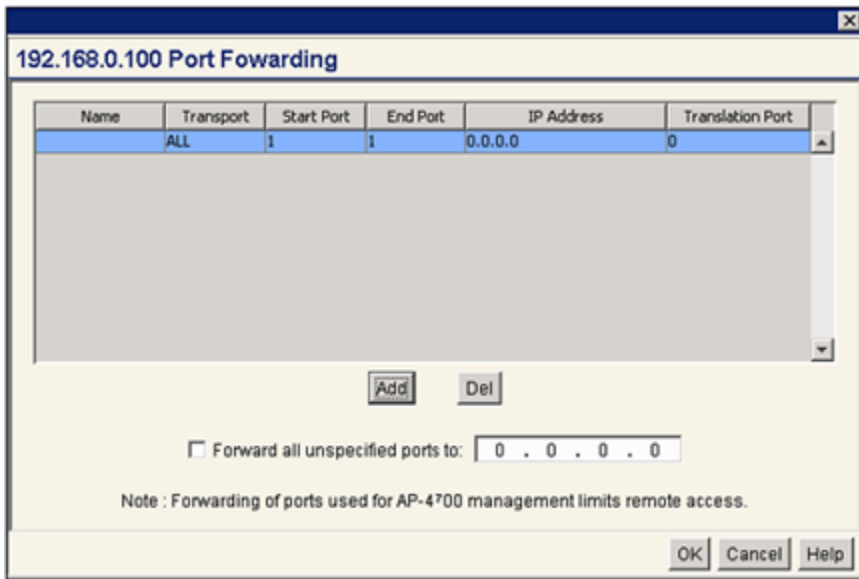 192.168.0.100 Port Fowarding
Name Transport Start Port End Port IP Address Translation Port
ALL 1 1 0.0.0.0 0
Add Del
Forward all unspecified ports to: 0 . 0 . 0 . 0
Note : Forwarding of ports used for AP-4700 management limits remote access.
OK Cancel Help